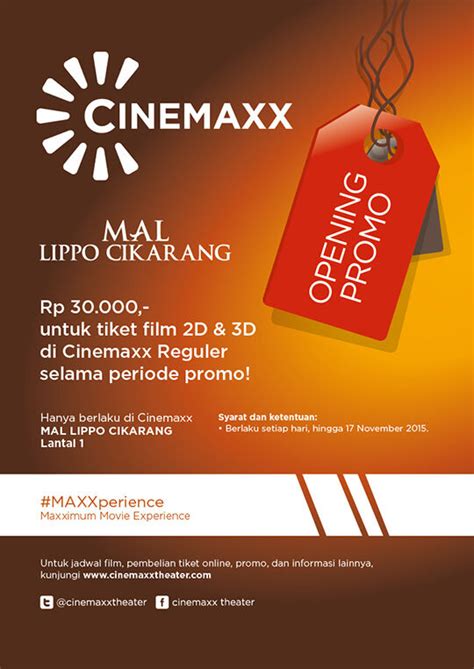 CINEMAXX
MAL
LIPPO CIKARANG
OPENING
PROMO
Rp 30.000,-
untuk tiket film 2D & 3D
di Cinemaxx Reguler
selama periode promo!
Hanya berlaku di Cinemaxx
MAL LIPPO CIKARANG
Lantal 1
Syarat dan ketentuan:
• Berlaku setiap hari, hingga 17 November 2015.
#MAXXperience
Maxximum Movie Experience
Untuk jadwal film, pembelian tiket online, promo, dan informasi lainnya,
kunjungi www.cinemaxxtheater.com
@cinemaxxtheater
cinemaxx theater